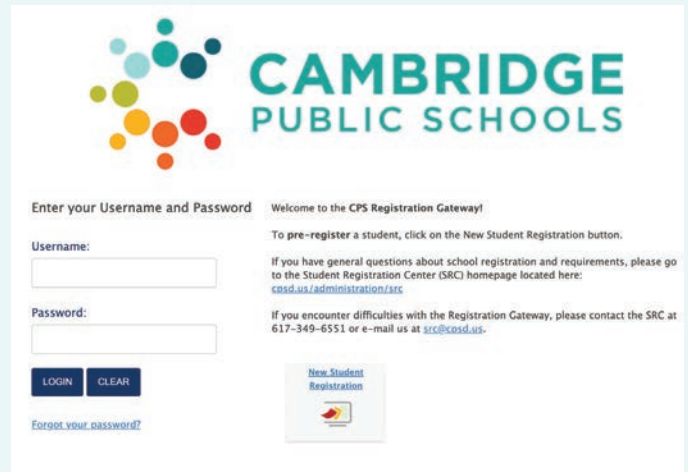 CAMBRIDGE
PUBLIC SCHOOLS
Enter your Username and Password
Username:
Password:
LOGIN
CLEAR
Forgot your password?
Welcome to the CPS Registration Gateway!
To pre-register a student, click on the New Student Registration button.
If you have general questions about school registration and requirements, please go
to the Student Registration Center (SRC) homepage located here:
cpsd.us/administration/src
If you encounter difficulties with the Registration Gateway, please contact the SRC at
617-349-6551 or e-mail us at src@cpsd.us.
New Student
Registration